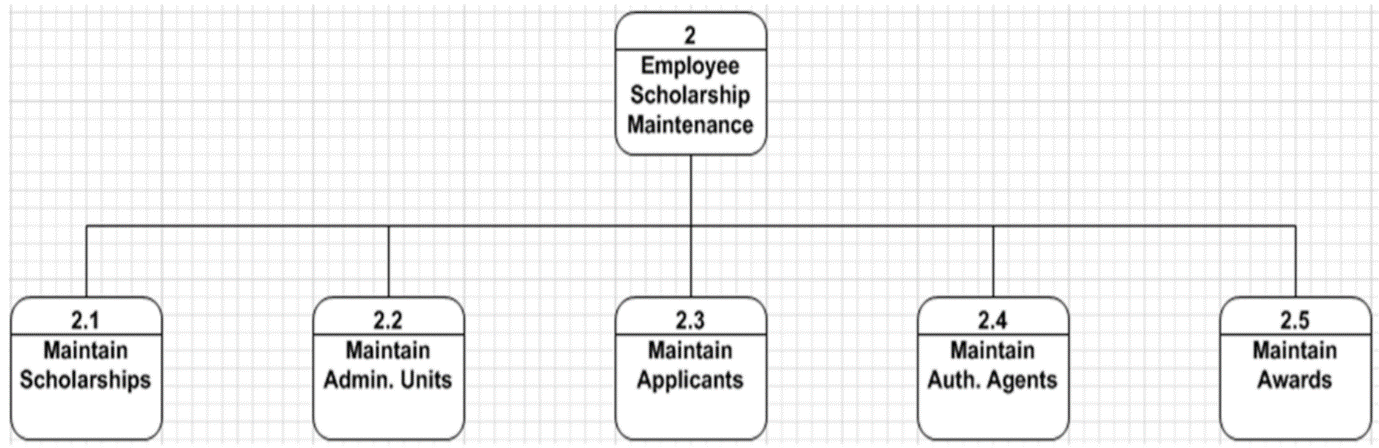 2
Employee
Scholarship
Maintenance
2.1
Maintain
Scholarships
2.2
Maintain
Admin. Units
2.3
Maintain
Applicants
2.4
Maintain
Auth. Agents
2.5
Maintain
Awards